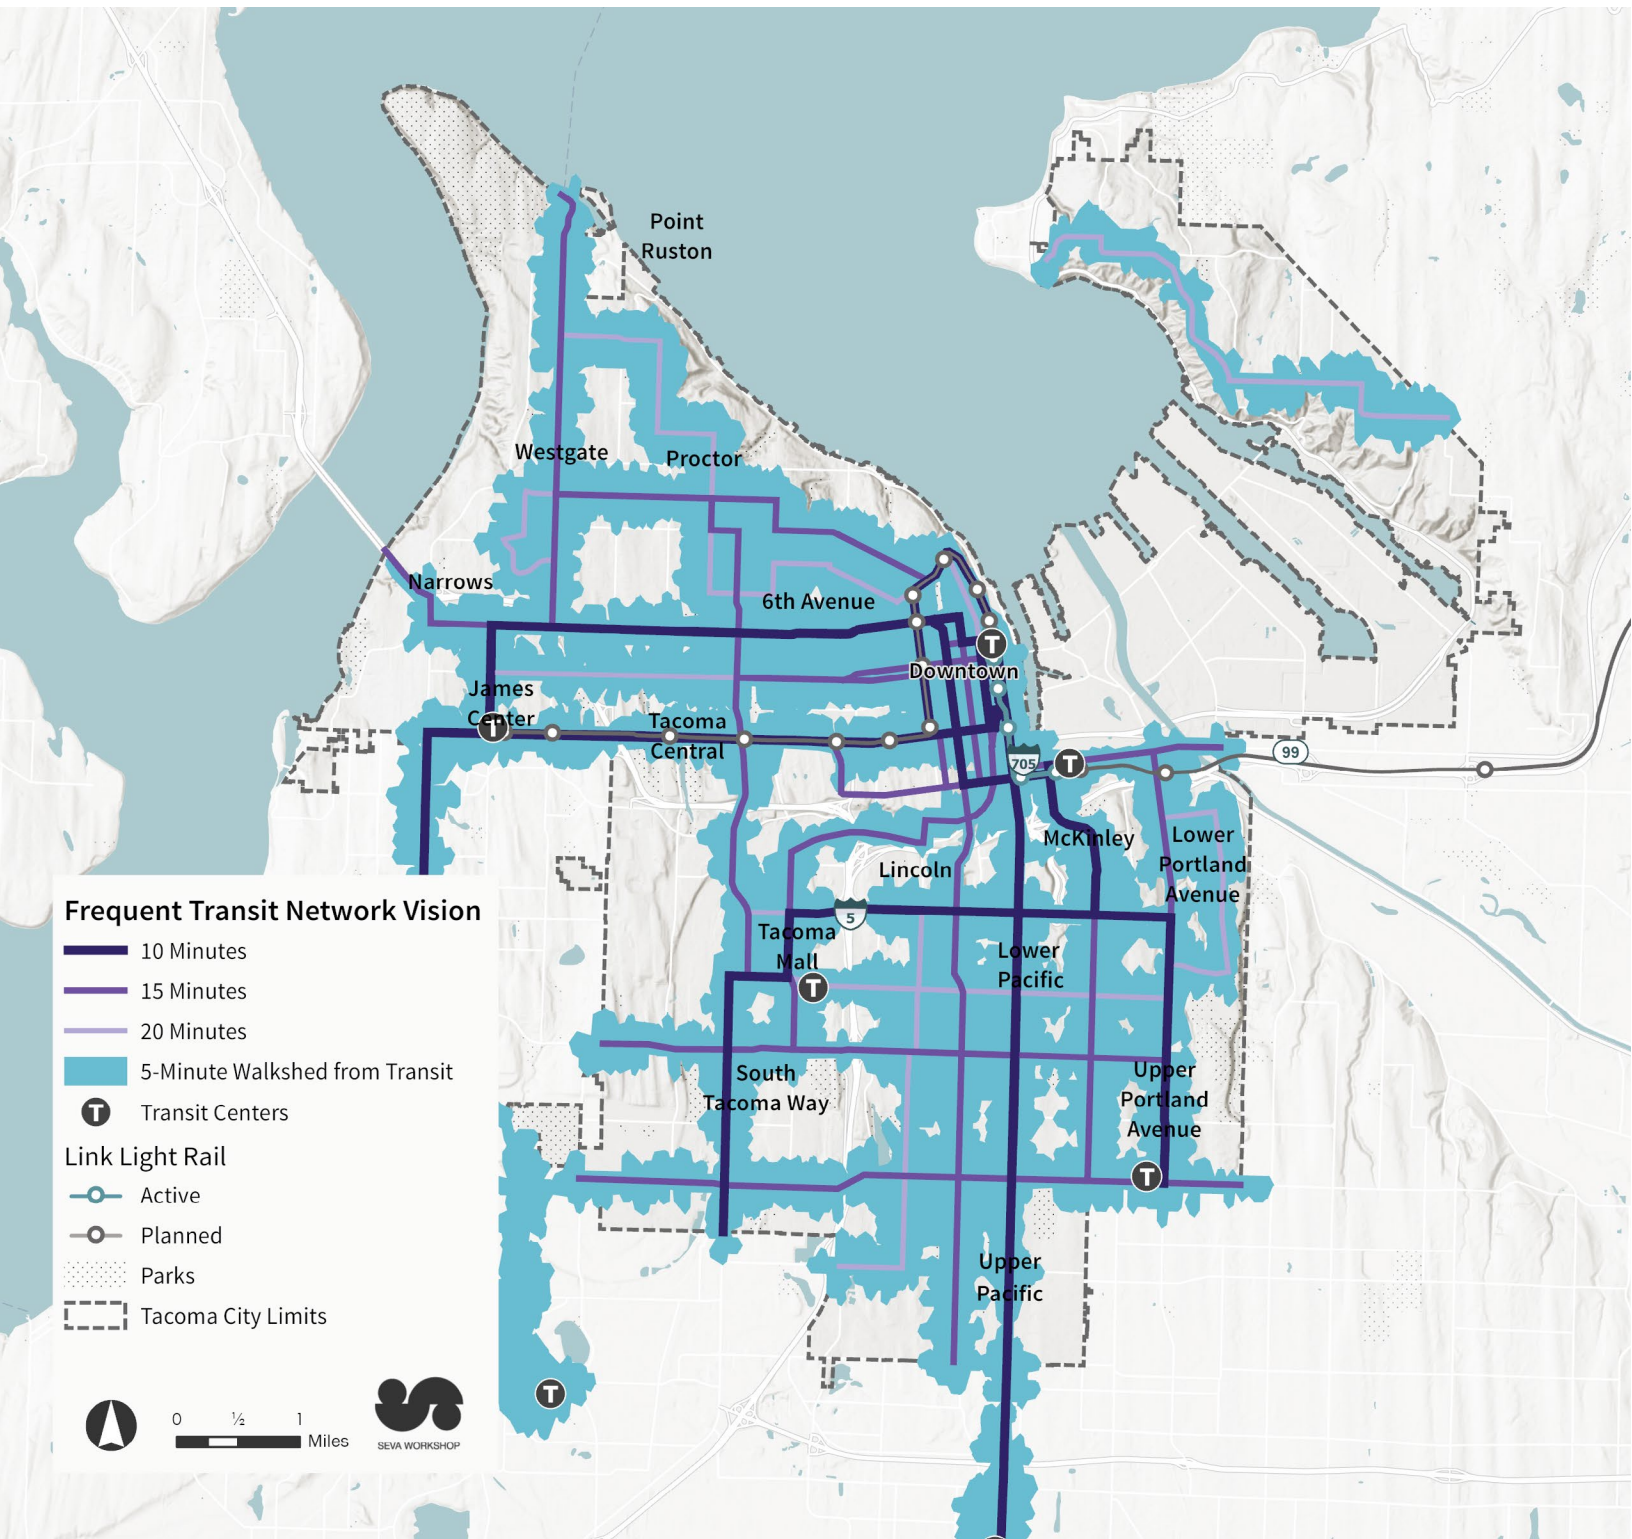 Point
Ruston
Westgate
Proctor
Narrows
6th Avenue
T
Downtown
James
Center
T
Tacoma
Central
705
T
99
McKinley
Lower
Portland
Avenue
Lincoln
5
Tacoma
Mall
T
Lower
Pacific
South
Tacoma Way
Upper
Portland
Avenue
T
Upper
Pacific
T
Frequent Transit Network Vision
10 Minutes
15 Minutes
20 Minutes
5-Minute Walkshed from Transit
T Transit Centers
Link Light Rail
Active
Planned
Parks
Tacoma City Limits
0 ½ 1
Miles
SEVA WORKSHOP